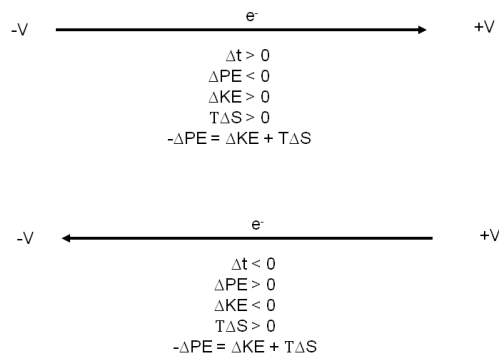 e-
-V +V
Δt > 0
ΔPE < 0
ΔKE > 0
TΔS > 0
-ΔPE = ΔKE + TΔS
e-
-V +V
Δt < 0
ΔPE > 0
ΔKE < 0
TΔS > 0
-ΔPE = ΔKE + TΔS